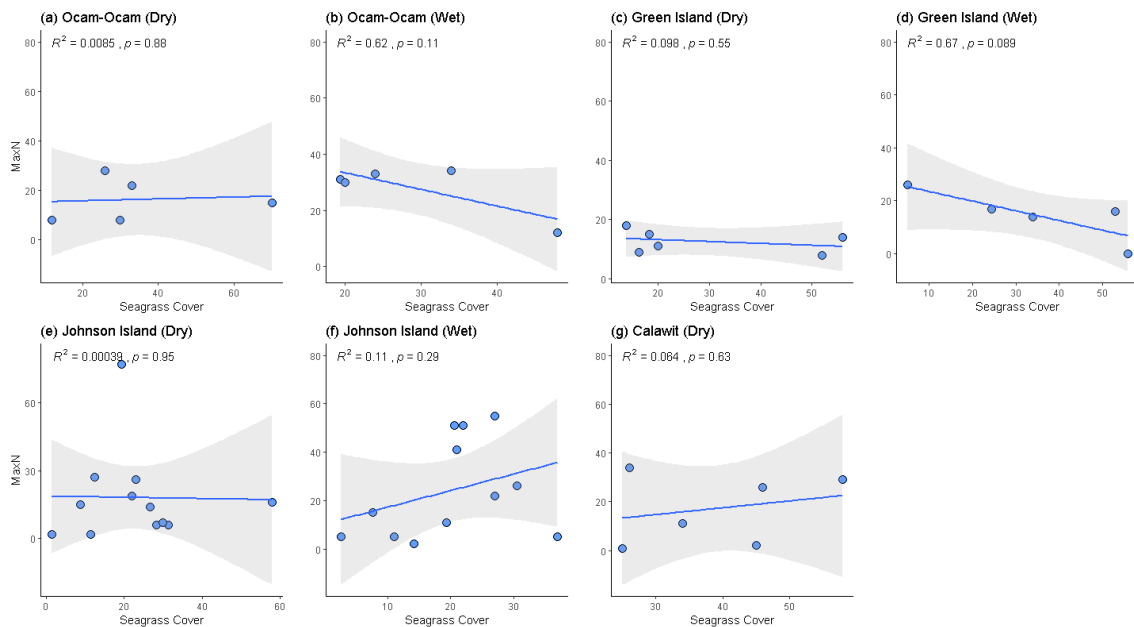 (a) Ocam-Ocam (Dry)
R² = 0.0085 , p = 0.88
80
60
40
20
0
MaxN
20
40
60
Seagrass Cover
(b) Ocam-Ocam (Wet)
R² = 0.62 , p = 0.11
80
60
40
20
0
20
30
40
Seagrass Cover
(c) Green Island (Dry)
R² = 0.098 , p = 0.55
80
60
40
20
0
20
30
40
50
Seagrass Cover
(d) Green Island (Wet)
R² = 0.67 , p = 0.089
80
60
40
20
0
10
20
30
40
50
Seagrass Cover
(e) Johnson Island (Dry)
R² = 0.00039 , p = 0.95
60
30
0
MaxN
0
20
40
60
Seagrass Cover
(f) Johnson Island (Wet)
R² = 0.11 , p = 0.29
80
60
40
20
0
10
20
30
Seagrass Cover
(g) Calawit (Dry)
R² = 0.064 , p = 0.63
80
60
40
20
0
30
40
50
Seagrass Cover